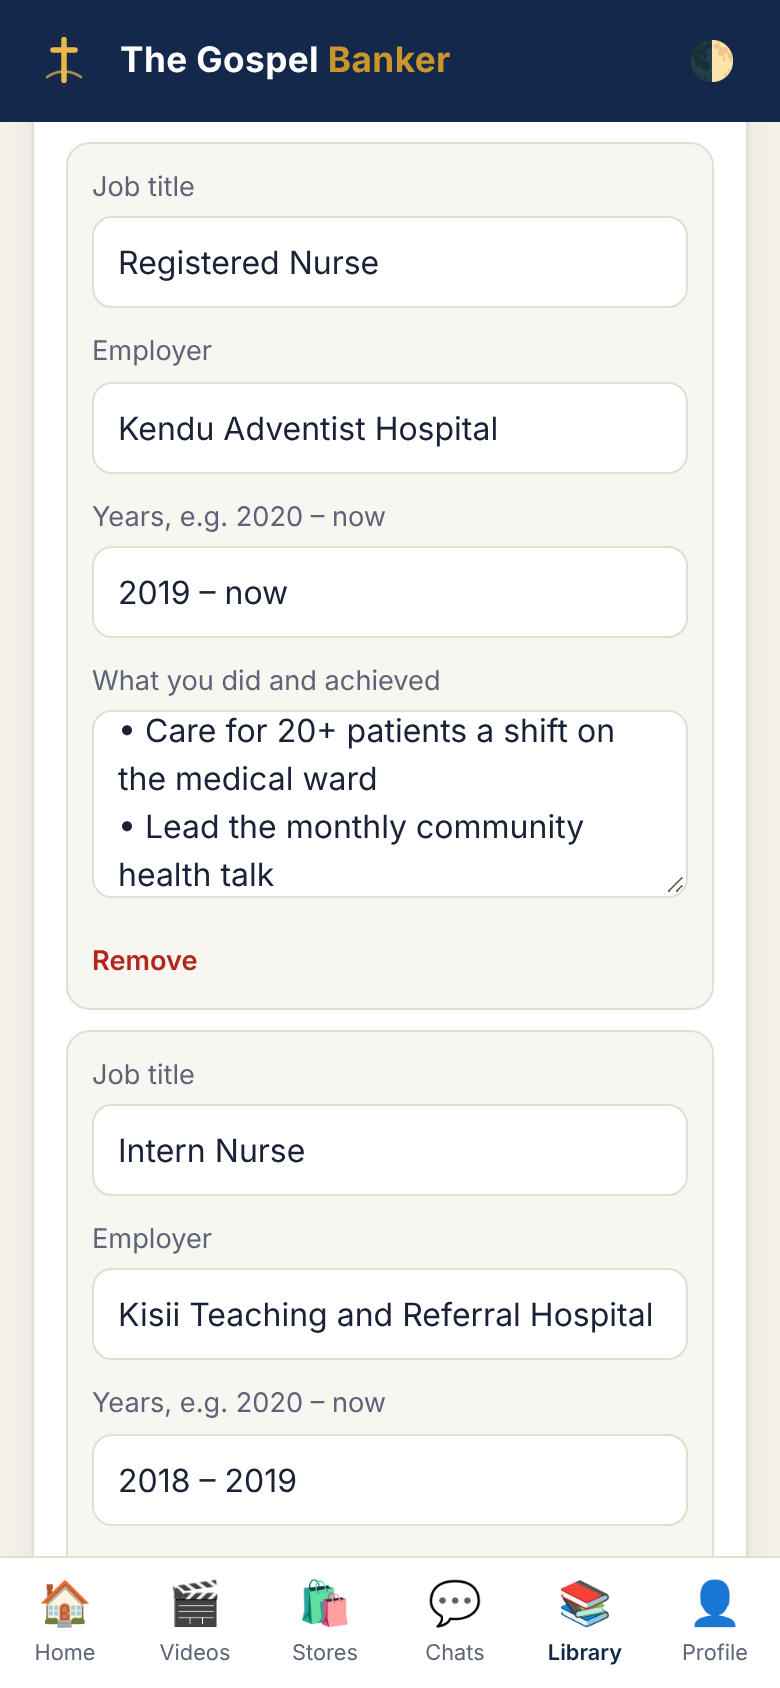 The Gospel Banker
Job title
Registered Nurse
Employer
Kendu Adventist Hospital
Years, e.g. 2020 – now
2019 – now
What you did and achieved
• Care for 20+ patients a shift on
the medical ward
• Lead the monthly community
health talk
Remove
Job title
Intern Nurse
Employer
Kisii Teaching and Referral Hospital
Years, e.g. 2020 – now
2018 – 2019
Home Videos Stores Chats Library Profile